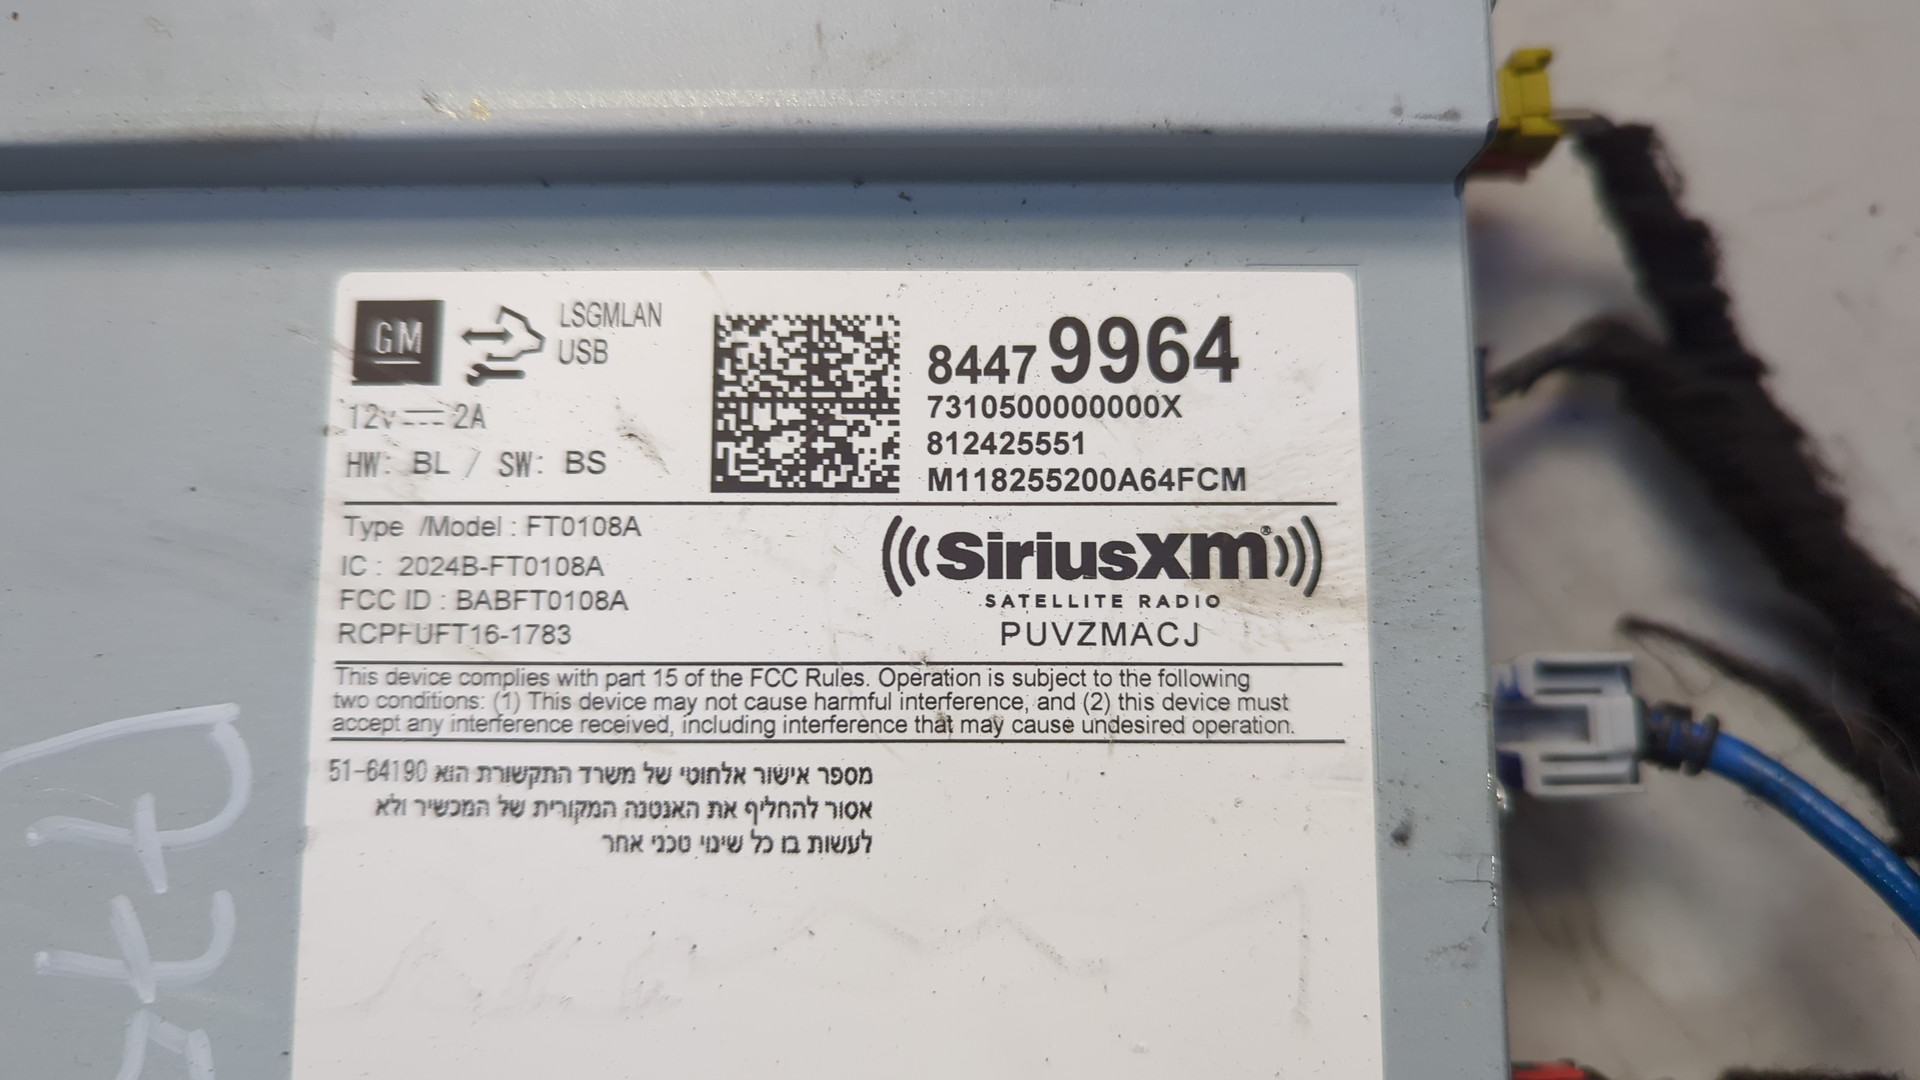 GM
LSGMLAN
USB
12v 2A
HW: BL / SW: BS
84479964
7310500000000X
812425551
M118255200A64FCM
Type /Model : FT0108A
IC : 2024B-FT0108A
FCC ID : BABFT0108A
RCPFUFT16-1783
SiriusXm®
SATELLITE RADIO
PUVZMACJ
This device complies with part 15 of the FCC Rules. Operation is subject to the following
two conditions: (1) This device may not cause harmful interference, and (2) this device must
accept any interference received, including interference that may cause undesired operation.
מספר אישור אלחוטי של משרד התקשורת הוא 51-64190
אסור להחליף את האנטנה המקורית של המכשיר ולא
לעשות בו כל שינוי טכני אחר